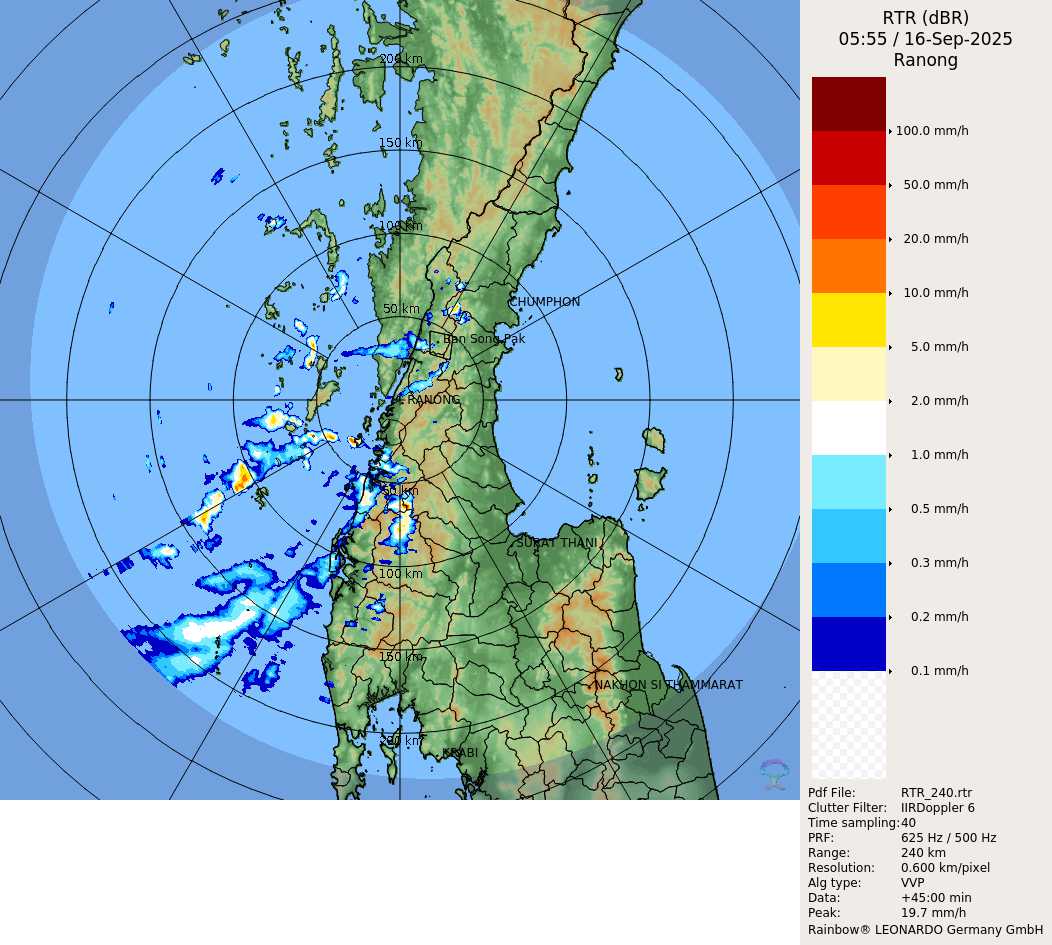 RTR (dBR)
05:55 / 16-Sep-2025
Ranong
200 km
150 km
100 km
50 km
CHUMPHON
Ban Song Pak
RANONG
50 km
SURAT THANI
100 km
150 km
NAKHON SI THAMMARAT
200 km
KRABI
100.0 mm/h
50.0 mm/h
20.0 mm/h
10.0 mm/h
5.0 mm/h
2.0 mm/h
1.0 mm/h
0.5 mm/h
0.3 mm/h
0.2 mm/h
0.1 mm/h
Pdf File: RTR_240.rtr
Clutter Filter: IIRDoppler 6
Time sampling: 40
PRF: 625 Hz / 500 Hz
Range: 240 km
Resolution: 0.600 km/pixel
Alg type: VVP
Data: +45:00 min
Peak: 19.7 mm/h
Rainbow® LEONARDO Germany GmbH